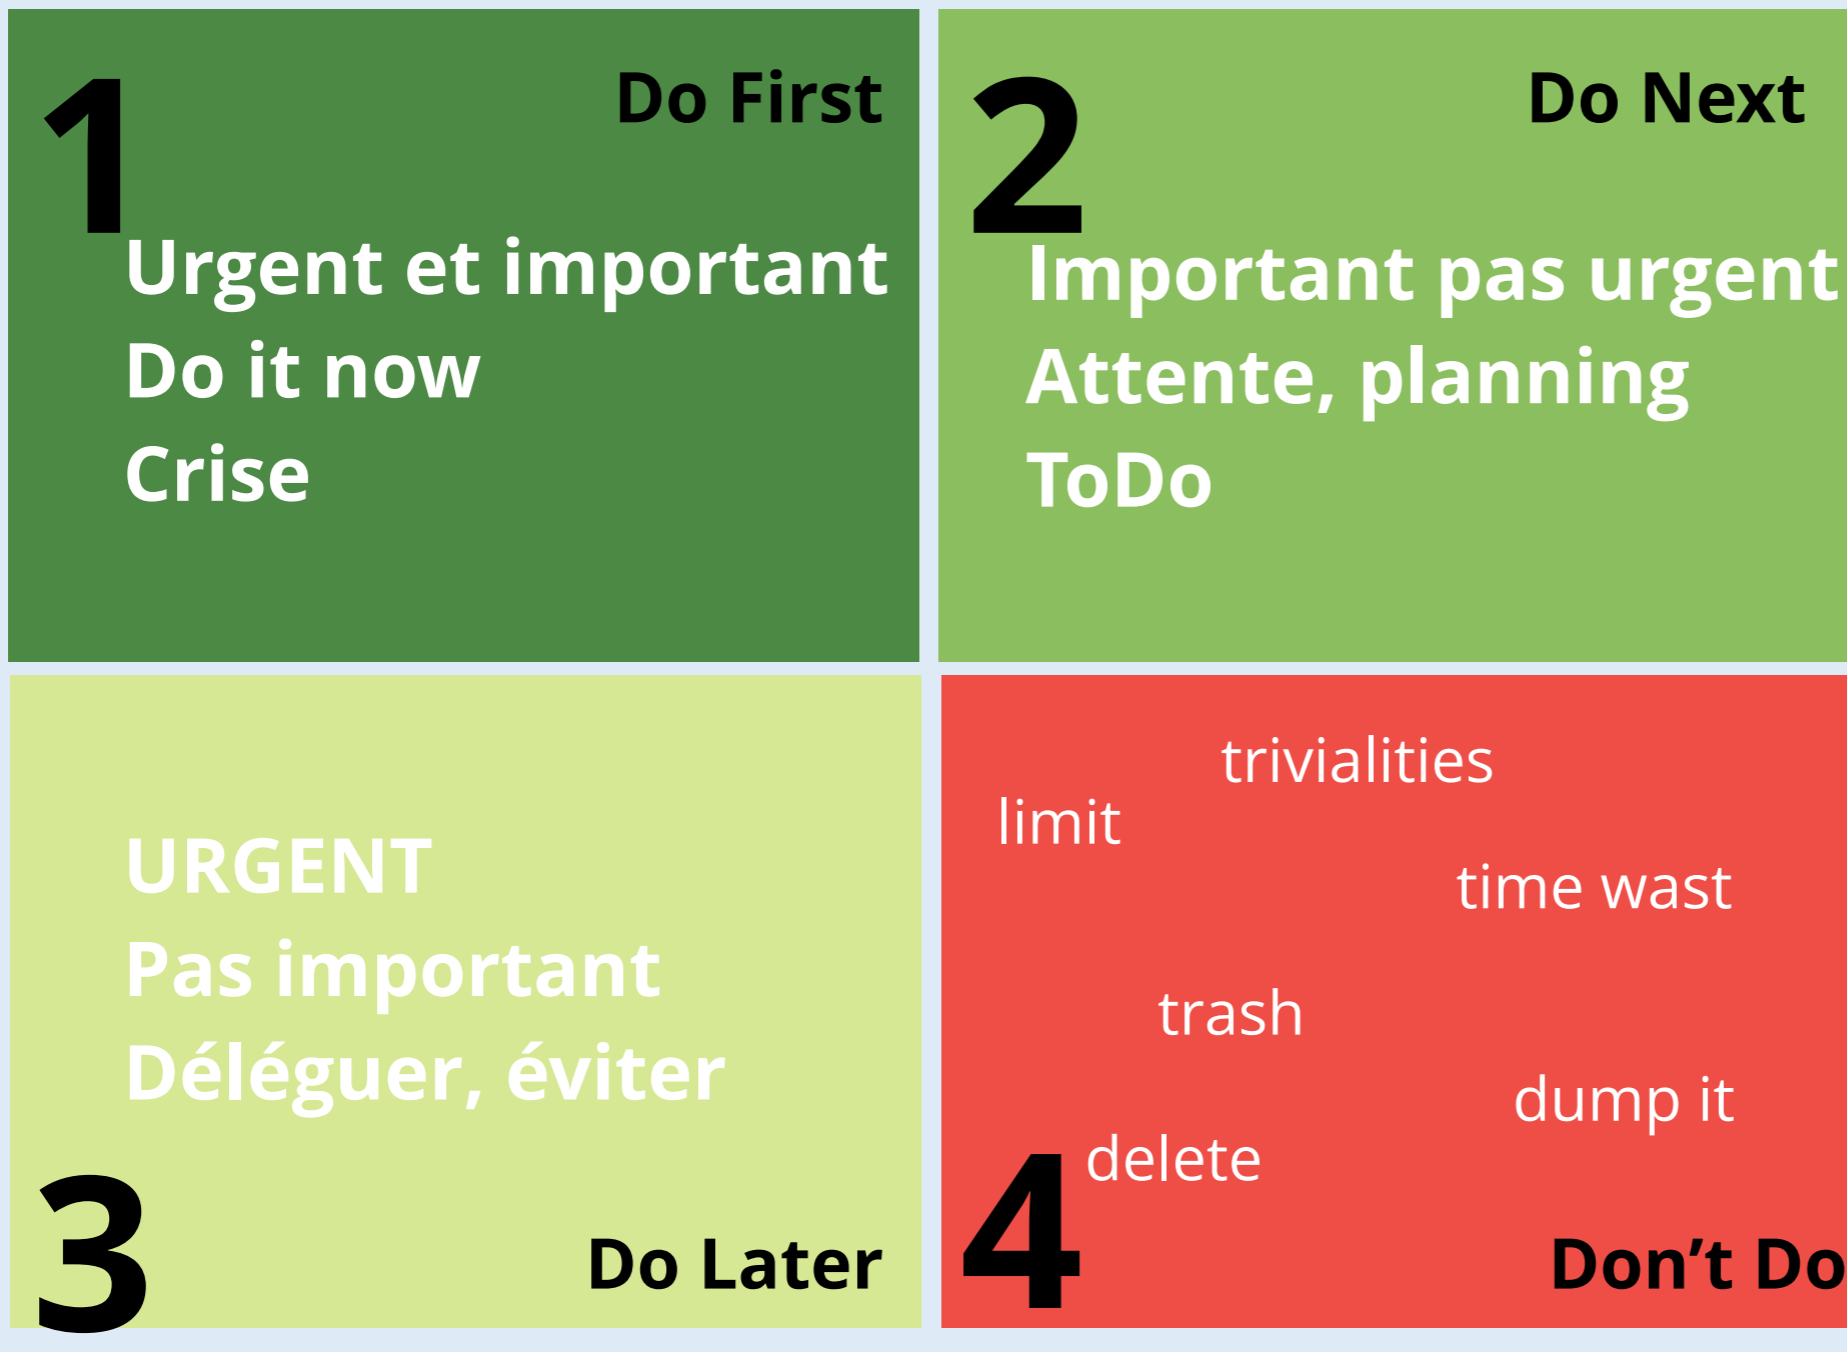 1
Do First
Urgent et important
Do it now
Crise
2
Do Next
Important pas urgent
Attente, planning
ToDo
URGENT
Pas important
Déléguer, éviter
3
Do Later
trivialities
limit
time wast
trash
dump it
delete
4
Don’t Do